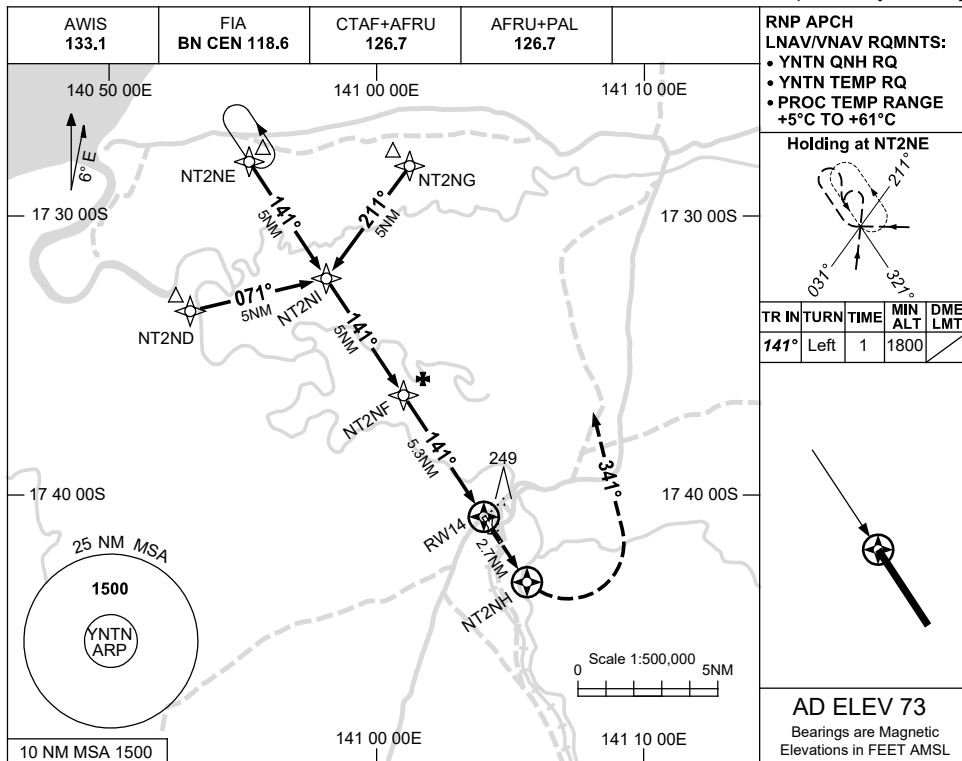 AWIS
133.1
FIA
BN CEN 118.6
CTAF+AFRU
126.7
AFRU+PAL
126.7
RNP APCH
LNAV/VNAV RQMNTS:
• YNTN QNH RQ
• YNTN TEMP RQ
• PROC TEMP RANGE
+5°C TO +61°C
140 50 00E
141 00 00E
141 10 00E
6° E
NT2NE
NT2NG
141°
5NM
211°
5NM
17 30 00S
17 30 00S
071°
5NM
NT2ND
NT2NI
141°
5NM
NT2NF
141°
5.3NM
249
341°
17 40 00S
17 40 00S
RW14
2.7NM
NT2NH
25 NM MSA
1500
YNTN
ARP
Scale 1:500,000
0
5NM
10 NM MSA 1500
141 00 00E
141 10 00E
Holding at NT2NE
211°
031°
321°
TR IN TURN TIME MIN ALT DME LMT
141° Left 1 1800
AD ELEV 73
Bearings are Magnetic
Elevations in FEET AMSL